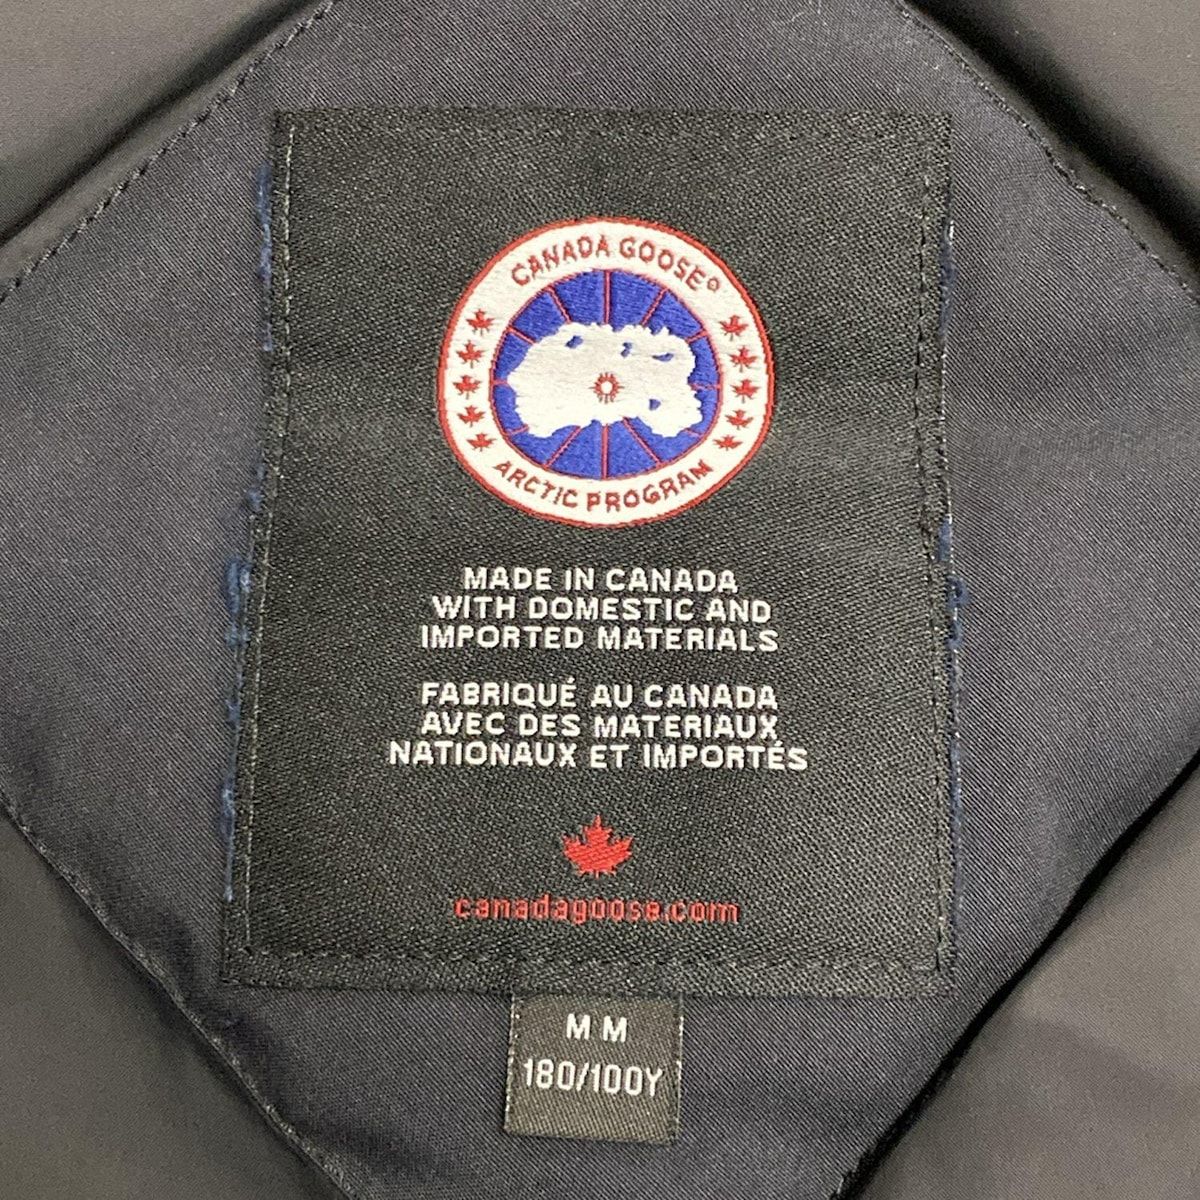 CANADA GOOSE®
ARCTIC PROGRAM
MADE IN CANADA
WITH DOMESTIC AND
IMPORTED MATERIALS
FABRIQUÉ AU CANADA
AVEC DES MATERIAUX
NATIONAUX ET IMPORTÉS
canadagoose.com
M M
180/100Y